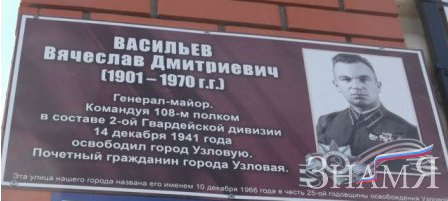 ВАСИЛЬЕВ
Вячеслав Дмитриевич
(1901 – 1970 г.г.)
Генерал-майор.
Командуя 108-м полком
в составе 2-ой Гвардейской дивизии
14 декабря 1941 года
освободил город Узловую.
Почетный гражданин города Узловая.
Эта улица нашего города названа его именем 10 декабря 1966 года в честь 25-ой годовщины освобождения
ЗНАМЯ